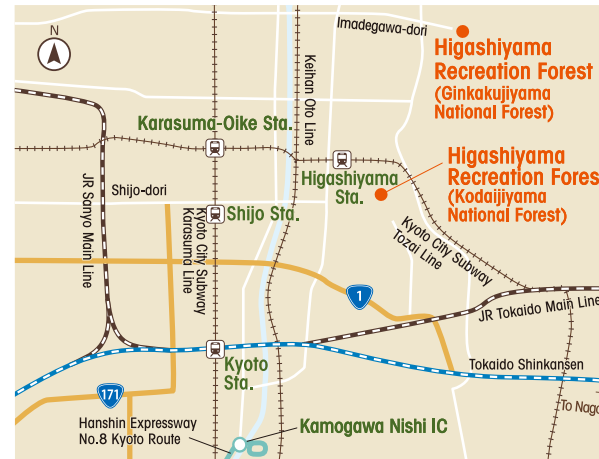 Imadegawa-dori
N
Higashiyama
Recreation Forest
(Ginkakujiyama
National Forest)
Keihan Oto Line
Karasuma-Oike Sta.
Higashiyama
Recreation Fores
(Kodaijiyama
National Forest)
Higashiyama
Sta.
JR Sanyo Main Line
Shijo-dori
Shijo Sta.
Kyoto City Subway
Karasuma Line
Kyoto City Subway
Tozai Line
1
JR Tokaido Main Line
Kyoto
Sta.
Tokaido Shinkansen
171
To Nago
Hanshin Expressway
No.8 Kyoto Route
Kamogawa Nishi IC